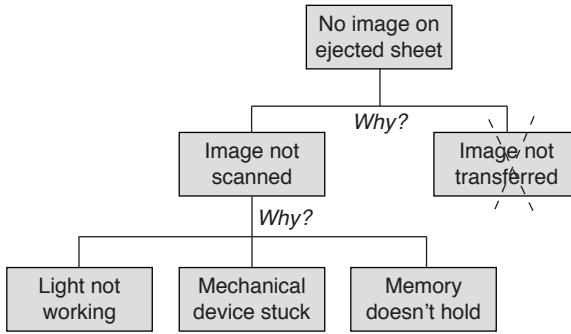 No image on
ejected sheet
Why?
Image not
scanned
Image not
transferred
Why?
Light not
working
Mechanical
device stuck
Memory
doesn't hold